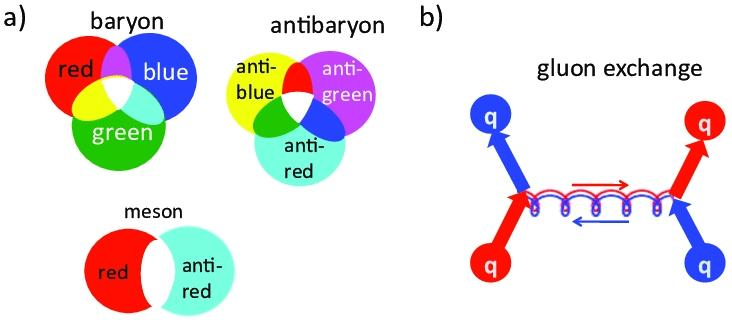 a)
baryon
red
blue
green
antibaryon
anti-
blue
anti-
green
anti-
red
meson
red
anti-
red
b)
gluon exchange
q
q
q
q